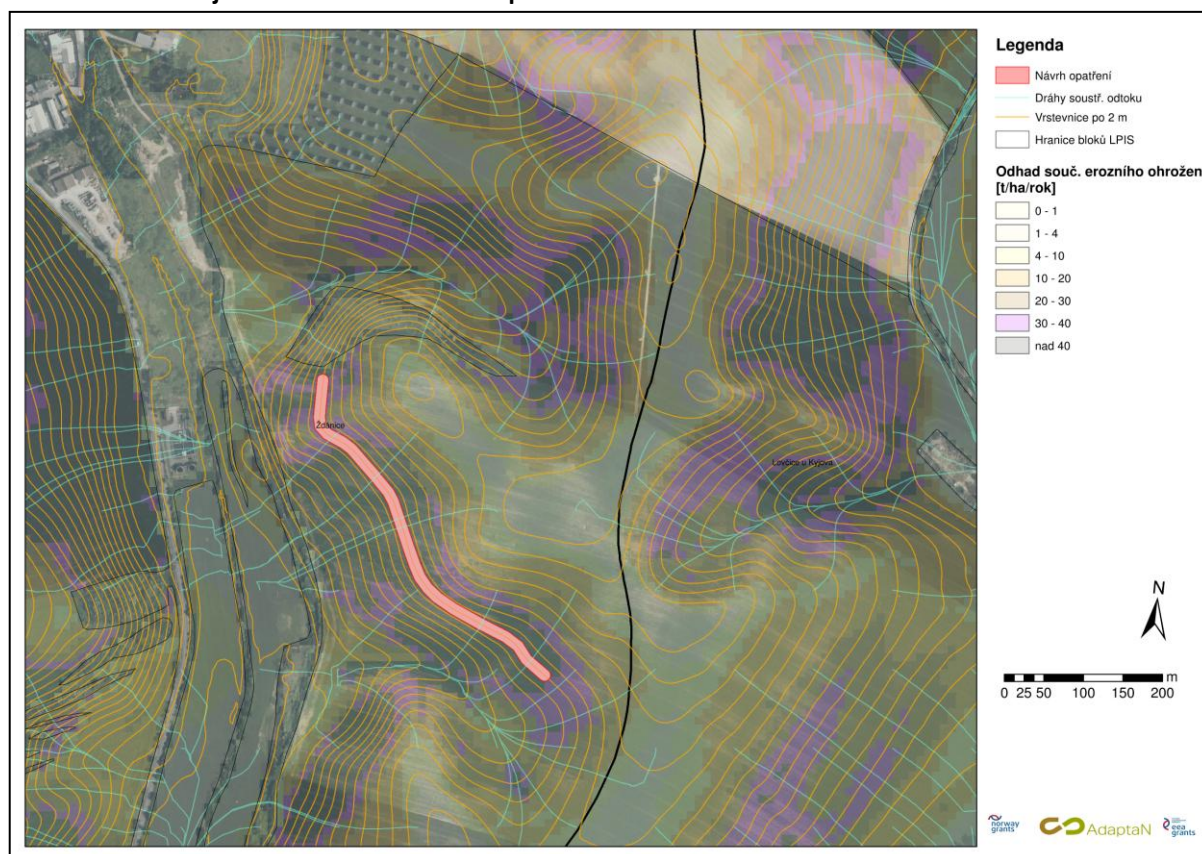 Legenda
Návrh opatření
Dráhy soustř. odtoku
Vrstevnice po 2 m
Hranice bloků LPIS
Odhad souč. erozního ohrožen
[t/ha/rok]
0 - 1
1 - 4
4 - 10
10 - 20
20 - 30
30 - 40
nad 40
Ždánice
Lovčice u Kyjova
N
m
0 25 50 100 150 200
norway
grants
AdaptaN
eea
grants